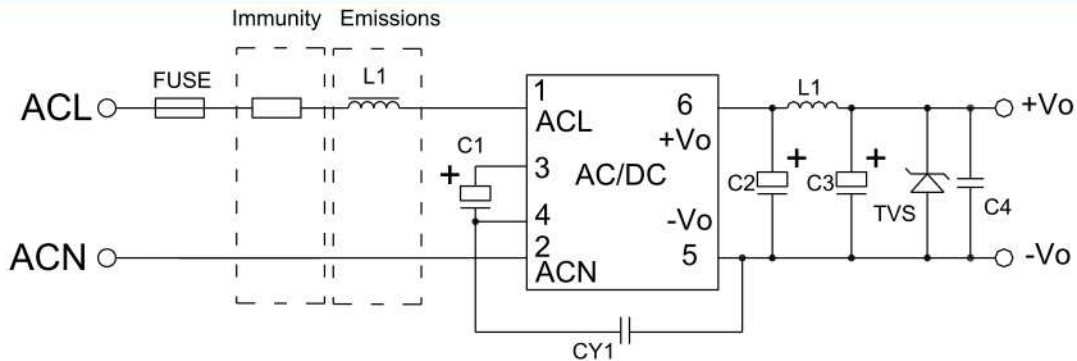 Immunity Emissions
FUSE L1
ACL
1
ACL
C1
+
3
AC/DC
4
2
ACN
ACN
6
+Vo
-Vo
5
L1
+Vo
+ +
C2 C3 TVS C4
-Vo
CY1